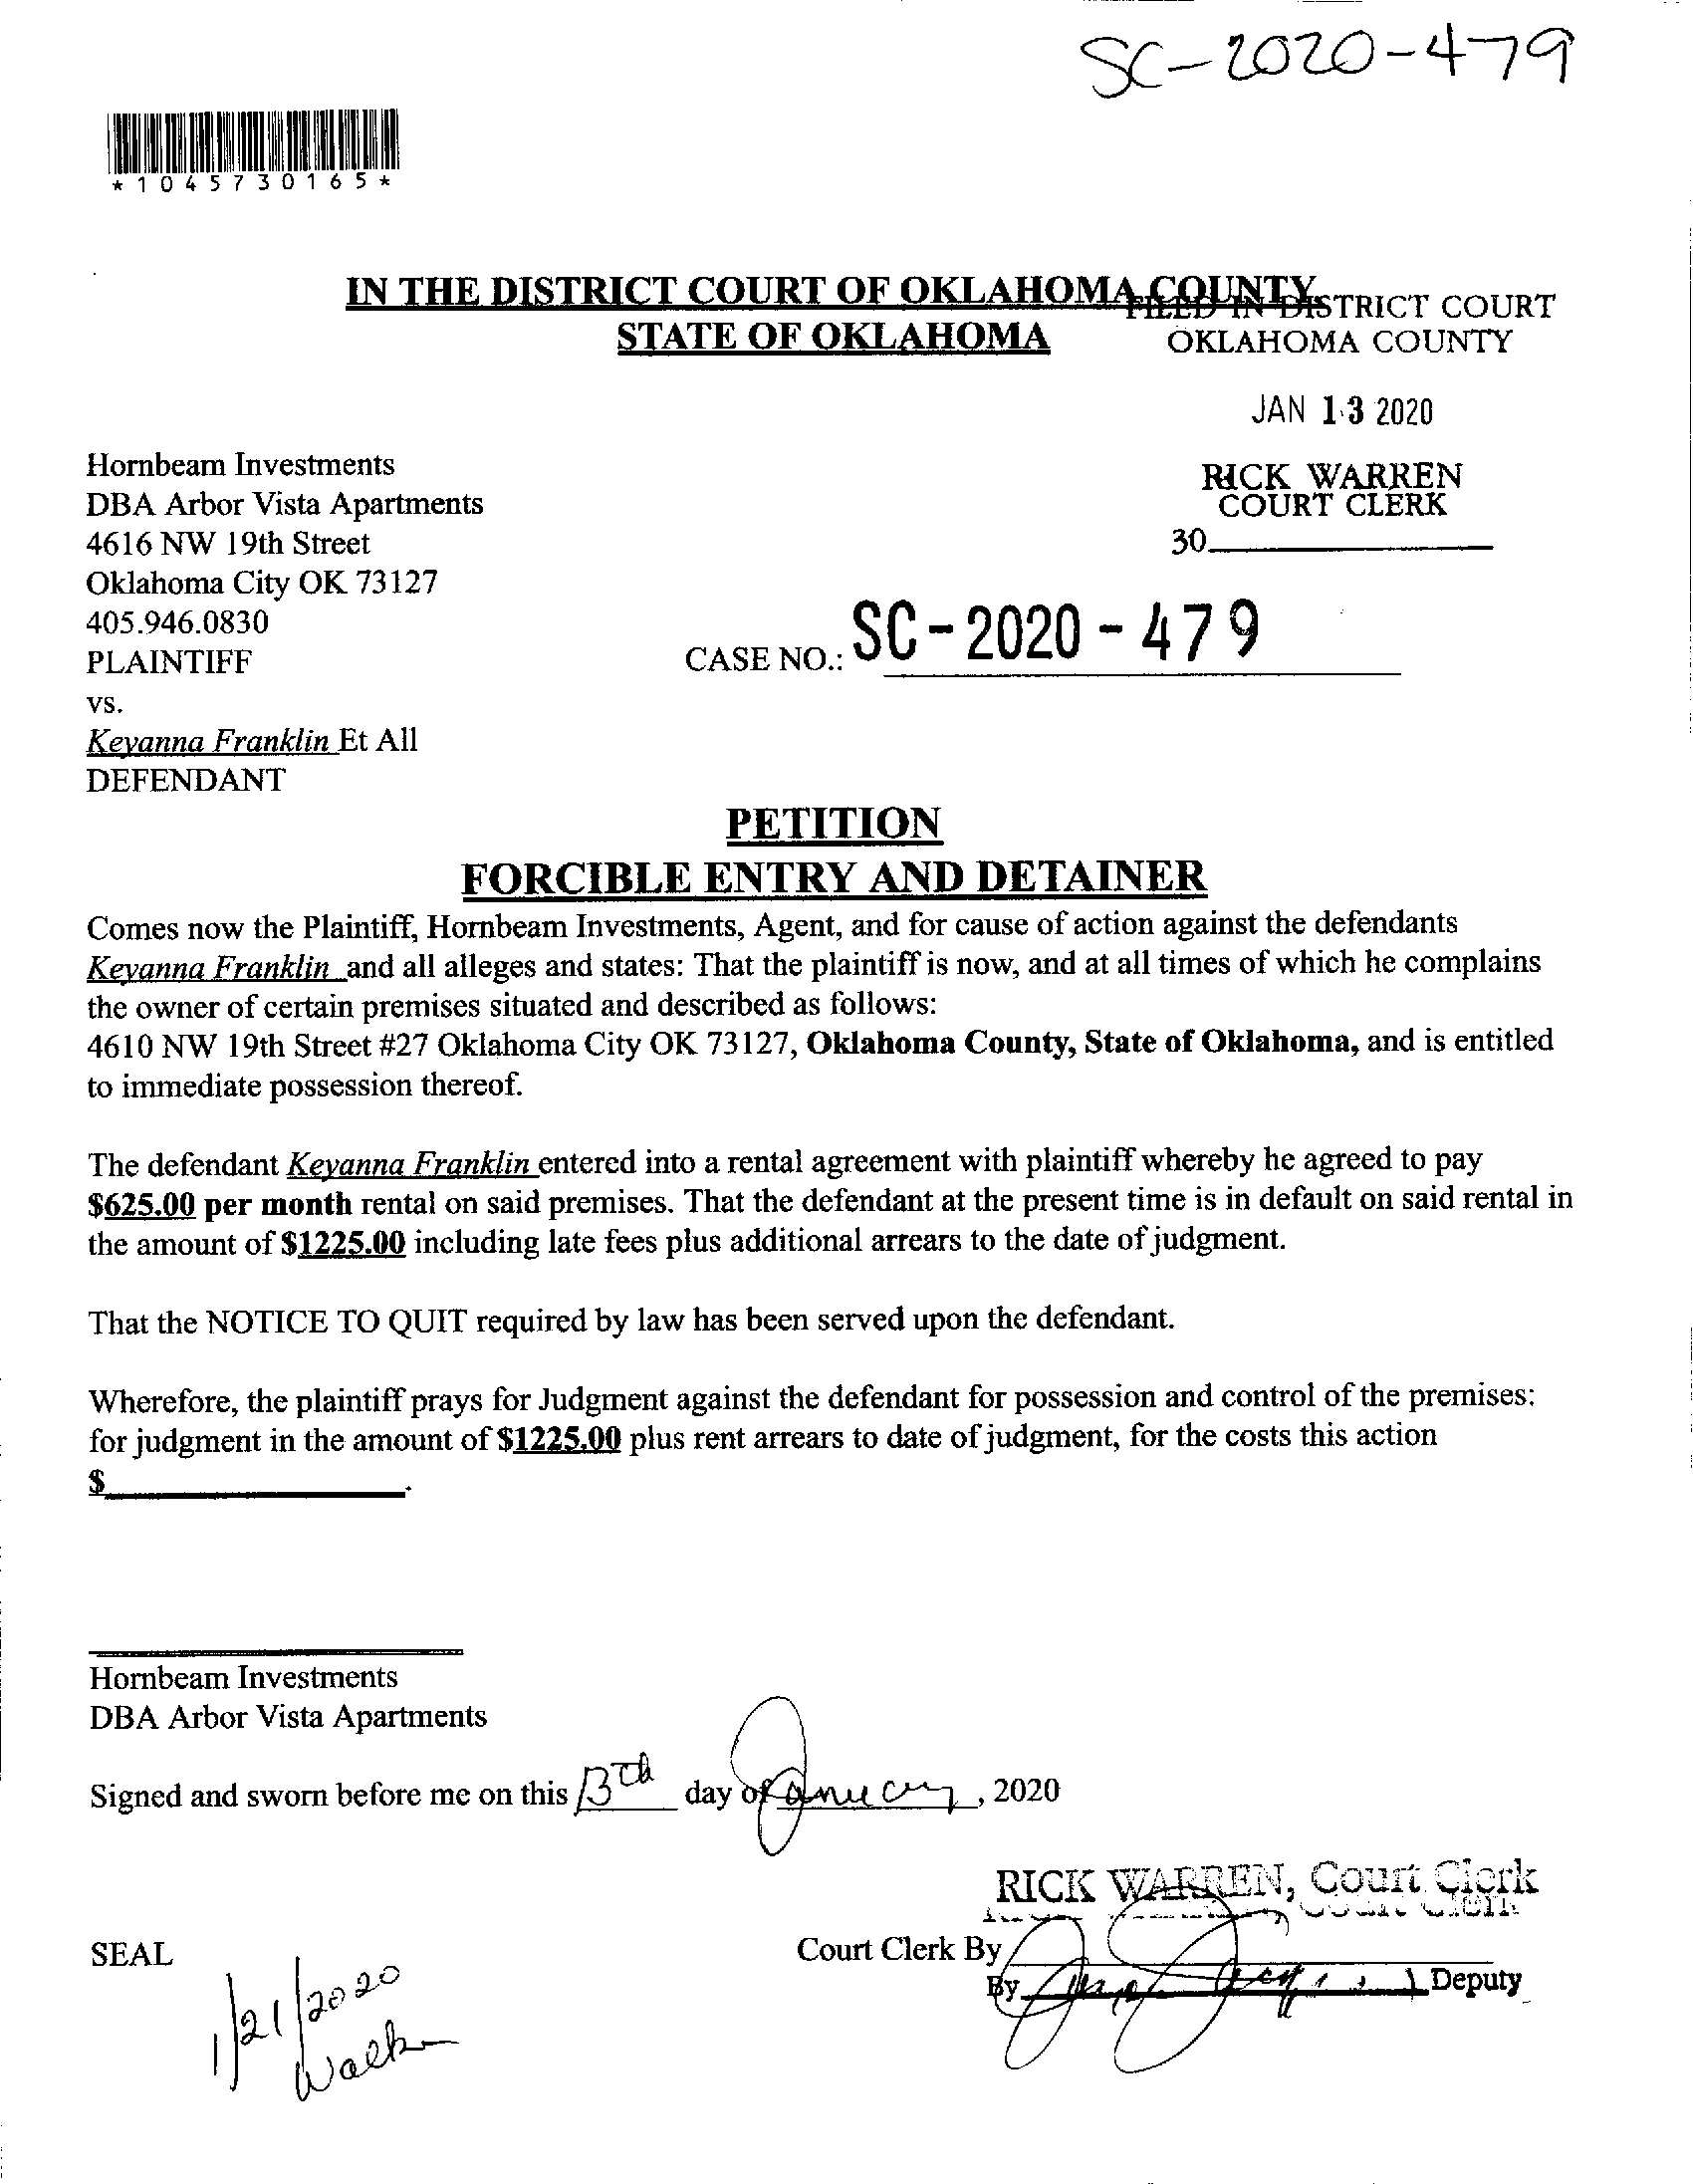 SC-2020-479
*1045730165*
IN THE DISTRICT COURT OF OKLAHOMA COUNTY
STATE OF OKLAHOMA
FILED IN DISTRICT COURT
OKLAHOMA COUNTY
JAN 13 2020
RICK WARREN
COURT CLERK
30
Hornbeam Investments
DBA Arbor Vista Apartments
4616 NW 19th Street
Oklahoma City OK 73127
405.946.0830
PLAINTIFF
CASE NO.: SC-2020-479
vs.
Keyanna Franklin Et All
DEFENDANT
PETITION
FORCIBLE ENTRY AND DETAINER
Comes now the Plaintiff, Hornbeam Investments, Agent, and for cause of action against the defendants
Keyanna Franklin and all alleges and states: That the plaintiff is now, and at all times of which he complains
the owner of certain premises situated and described as follows:
4610 NW 19th Street #27 Oklahoma City OK 73127, Oklahoma County, State of Oklahoma, and is entitled
to immediate possession thereof.
The defendant Keyanna Franklin entered into a rental agreement with plaintiff whereby he agreed to pay
$625.00 per month rental on said premises. That the defendant at the present time is in default on said rental in
the amount of $1225.00 including late fees plus additional arrears to the date of judgment.
That the NOTICE TO QUIT required by law has been served upon the defendant.
Wherefore, the plaintiff prays for Judgment against the defendant for possession and control of the premises:
for judgment in the amount of $1225.00 plus rent arrears to date of judgment, for the costs this action
$ .
Hornbeam Investments
DBA Arbor Vista Apartments
Signed and sworn before me on this 13th day of January, 2020
RICK WARREN, Court Clerk
SEAL
Court Clerk By
By Deputy
1/21/2020
Walker